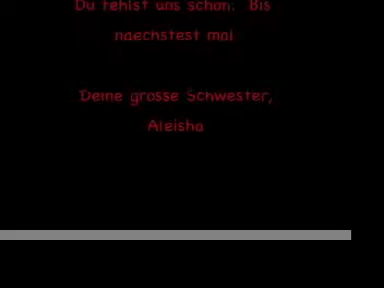 Du fehlst uns schon. Bis
naechstest mal
Deine grosse Schwester,
Aleisha